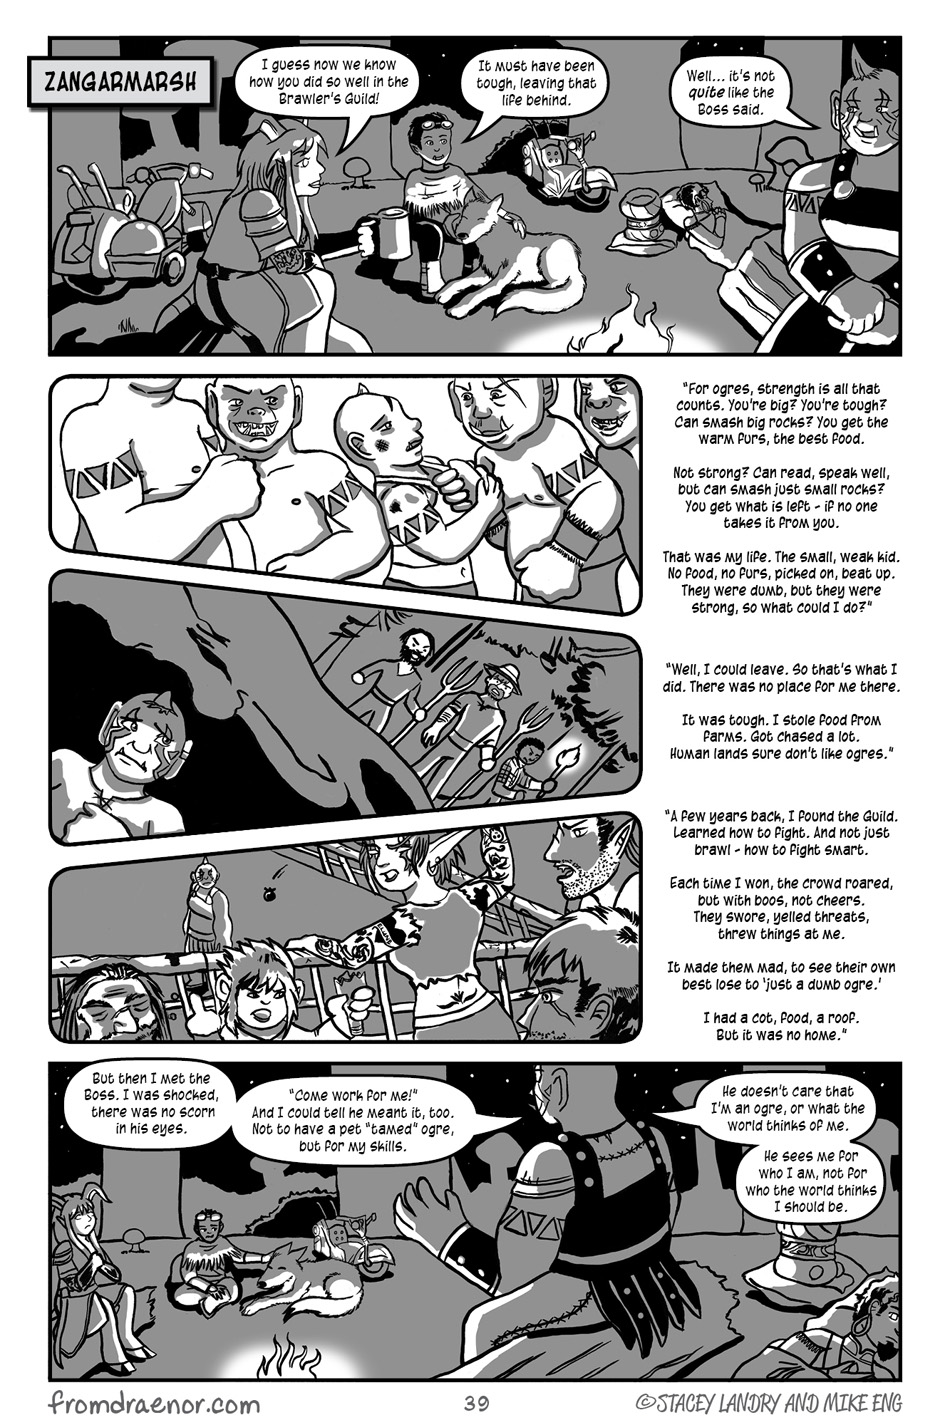 ZANGARMARSH
I guess now we know
how you did so well in the
Brawler's Guild!
It must have been
tough, leaving that
life behind.
Well... it's not
quite like the
Boss said.
"For ogres, strength is all that
counts. You're big? You're tough?
Can smash big rocks? You get the
warm furs, the best food.
Not strong? Can read, speak well,
but can smash just small rocks?
You get what is left - if no one
takes it from you.
That was my life. The small, weak kid.
No food, no furs, picked on, beat up.
They were dumb, but they were
strong, so what could I do?"
"Well, I could leave. So that's what I
did. There was no place for me there.
It was tough. I stole food from
farms. Got chased a lot.
Human lands sure don't like ogres."
"A few years back, I found the Guild.
Learned how to fight. And not just
brawl - how to fight smart.
Each time I won, the crowd roared,
but with boos, not cheers.
They swore, yelled threats,
threw things at me.
It made them mad, to see their own
best lose to 'just a dumb ogre.'
I had a cot, food, a roof.
But it was no home."
But then I met the
Boss. I was shocked,
there was no scorn
in his eyes.
"Come work for me!"
And I could tell he meant it, too.
Not to have a pet "tamed" ogre,
but for my skills.
He doesn't care that
I'm an ogre, or what the
world thinks of me.
He sees me for
who I am, not for
who the world thinks
I should be.
fromdraenor.com
39
©STACEY LANDRY AND MIKE ENG